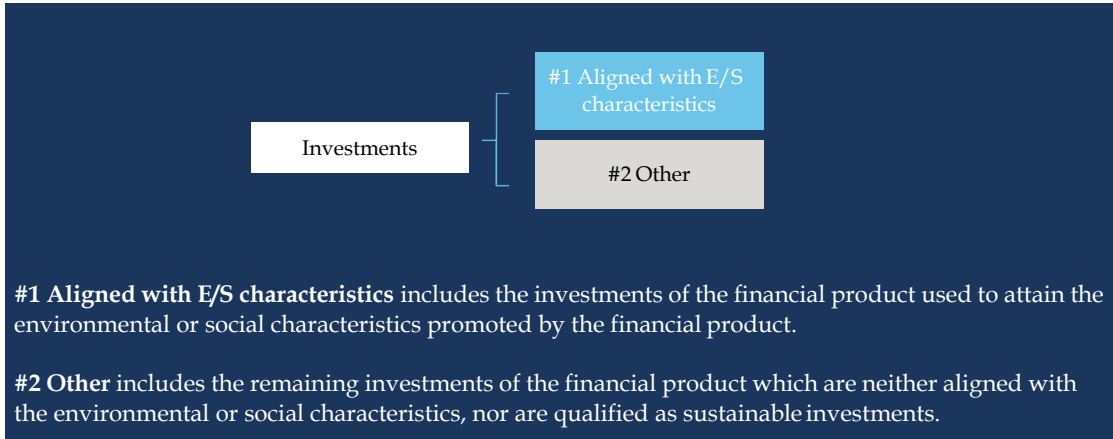 #1 Aligned with E/S
characteristics
Investments
#2 Other
#1 Aligned with E/S characteristics includes the investments of the financial product used to attain the
environmental or social characteristics promoted by the financial product.
#2 Other includes the remaining investments of the financial product which are neither aligned with
the environmental or social characteristics, nor are qualified as sustainable investments.